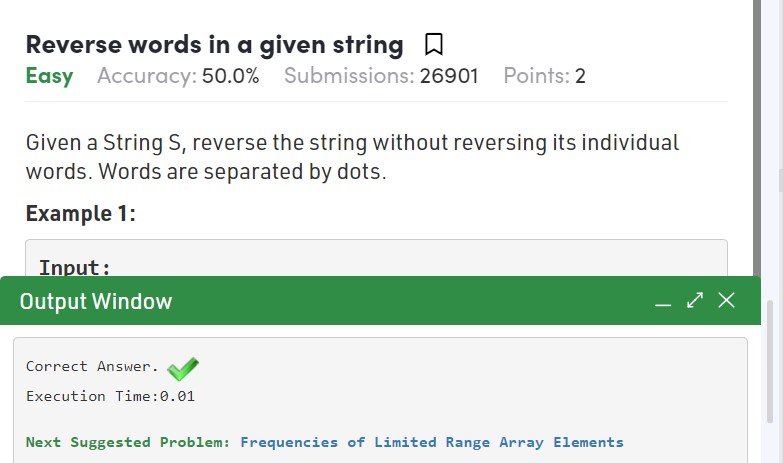 Reverse words in a given string
Easy Accuracy: 50.0% Submissions: 26901 Points: 2
Given a String S, reverse the string without reversing its individual
words. Words are separated by dots.
Example 1:
Input:
Output Window
Correct Answer.
Execution Time:0.01
Next Suggested Problem: Frequencies of Limited Range Array Elements